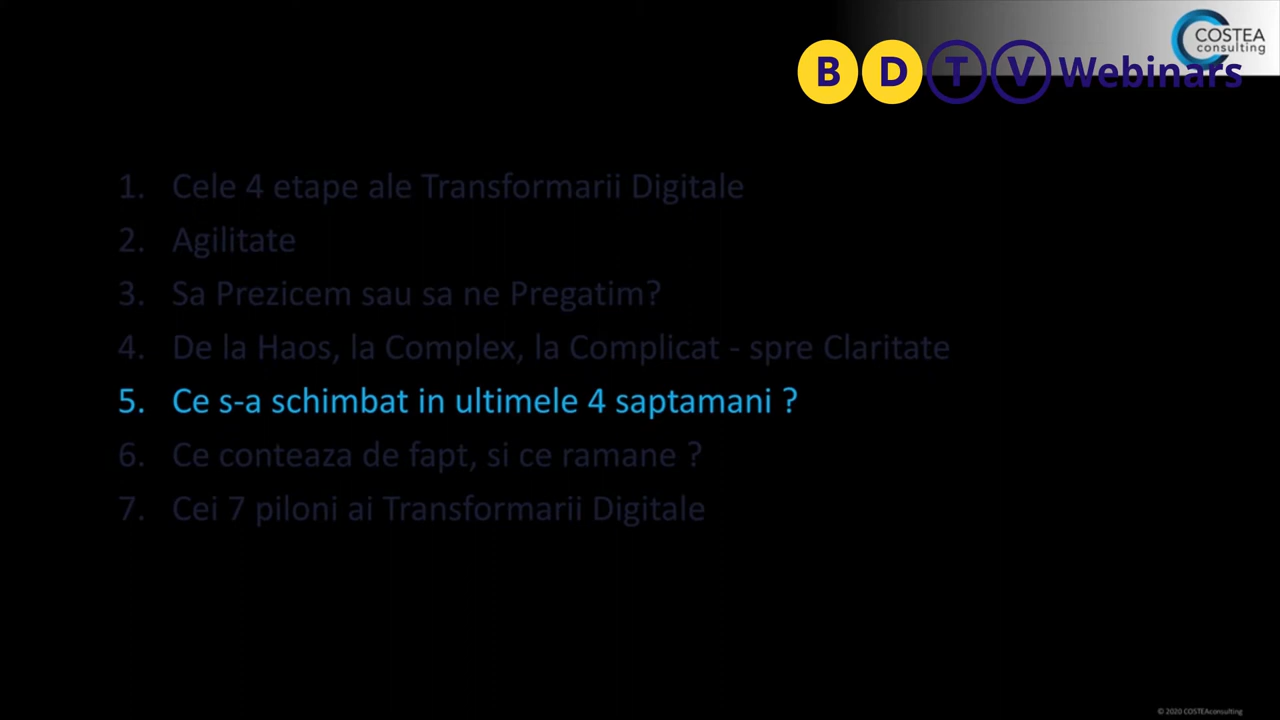 COSTEA
consulting
B D T V Webinars
1. Cele 4 etape ale Transformarii Digitale
2. Agilitate
3. Sa Prezicem sau sa ne Pregatim?
4. De la Haos, la Complex, la Complicat - spre Claritate
5. Ce s-a schimbat in ultimele 4 saptamani ?
6. Ce conteaza de fapt, si ce ramane ?
7. Cei 7 piloni ai Transformarii Digitale
© 2020 COSTEAconsulting